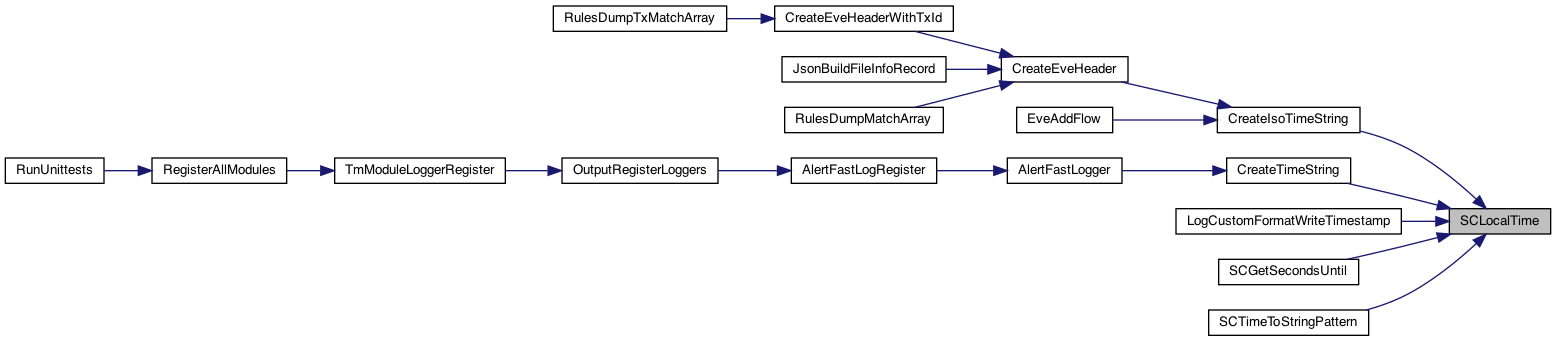 RulesDumpTxMatchArray
CreateEveHeaderWithTxId
JsonBuildFileInfoRecord
CreateEveHeader
RulesDumpMatchArray
EveAddFlow
CreateIsoTimeString
RunUnittests
RegisterAllModules
TmModuleLoggerRegister
OutputRegisterLoggers
AlertFastLogRegister
AlertFastLogger
CreateTimeString
LogCustomFormatWriteTimestamp
SCLocalTime
SCGetSecondsUntil
SCTimeToStringPattern